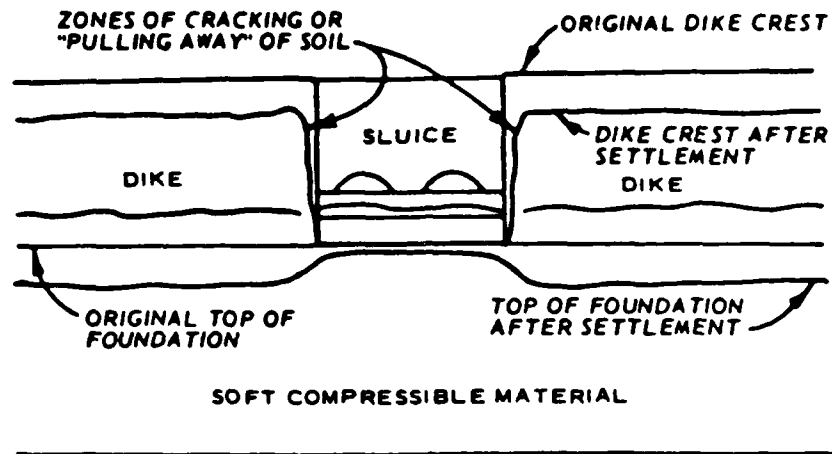 ZONES OF CRACKING OR
"PULLING AWAY" OF SOIL
ORIGINAL DIKE CREST
SLUICE
DIKE CREST AFTER
SETTLEMENT
DIKE
DIKE
ORIGINAL TOP OF
FOUNDATION
TOP OF FOUNDATION
AFTER SETTLEMENT
SOFT COMPRESSIBLE MATERIAL